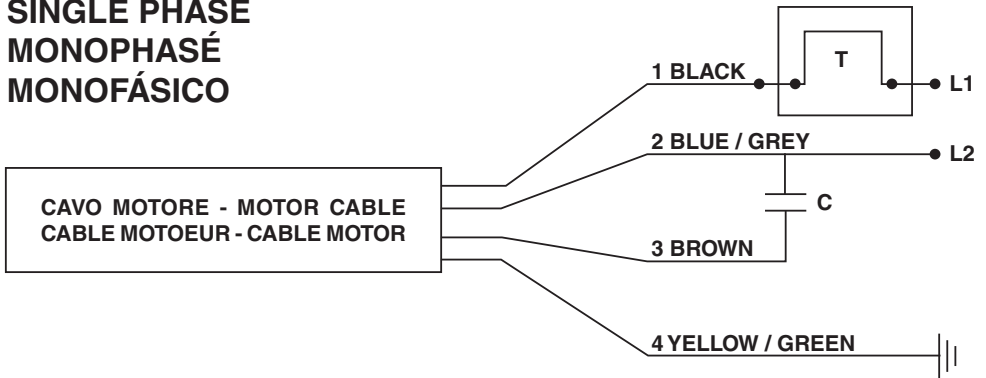 SINGLE PHASE
MONOPHASÉ
MONOFÁSICO
T
1 BLACK
L1
2 BLUE / GREY
L2
CAVO MOTORE - MOTOR CABLE
CABLE MOTOEUR - CABLE MOTOR
C
3 BROWN
4 YELLOW / GREEN